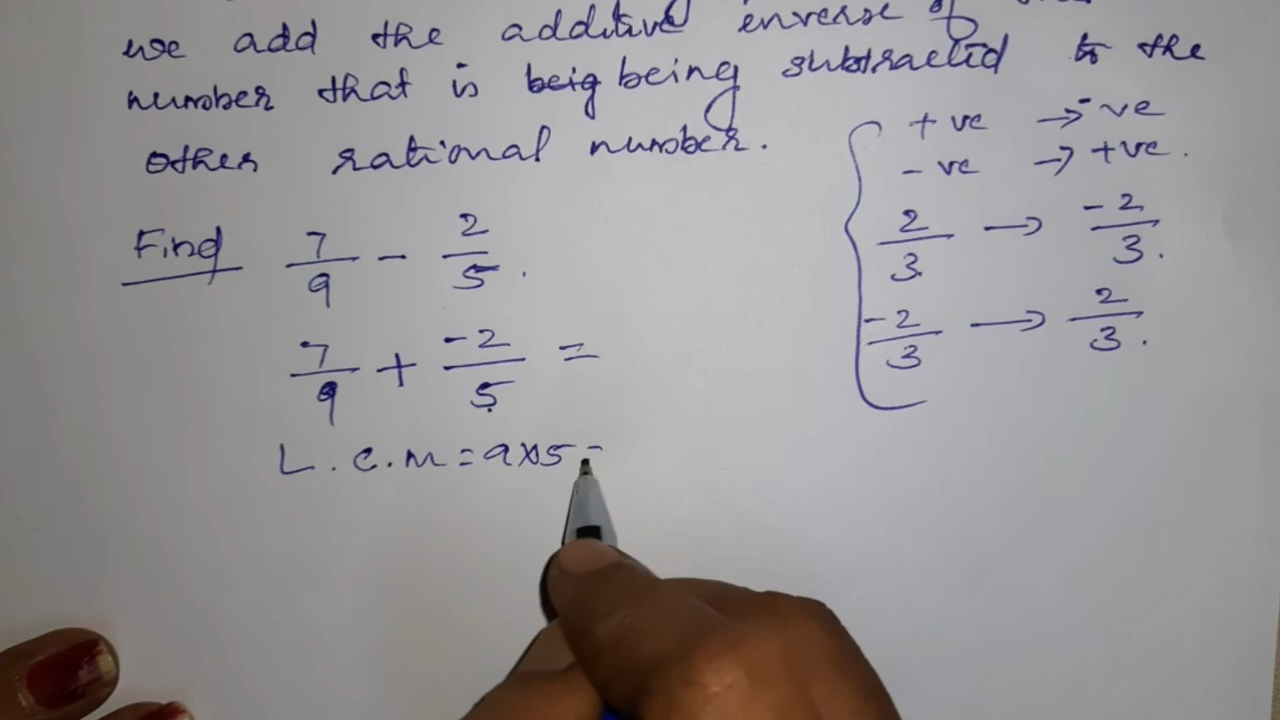 we add the additive enverse of
number that is beig being subtracted to the
other rational number.
+ve → -ve
-ve → +ve.
2/3 → -2/3.
-2/3 → 2/3.
Find 7/9 - 2/5.
7/9 + -2/5 =
L.C.M = 9x5 =